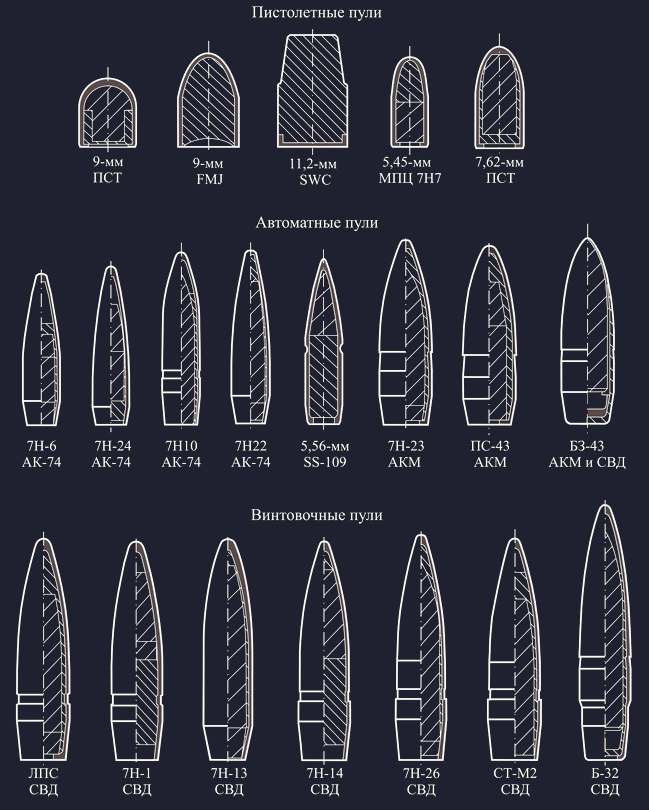 Пистолетные пули
9-мм 9-мм 11,2-мм 5,45-мм 7,62-мм
ПСТ FMJ SWC МПЦ 7Н7 ПСТ
Автоматные пули
7Н-6 7Н-24 7Н10 7Н22 5,56-мм 7Н-23 ПС-43 БЗ-43
АК-74 АК-74 АК-74 АК-74 SS-109 АКМ АКМ АКМ и СВД
Винтовочные пули
ЛПС 7Н-1 7Н-13 7Н-14 7Н-26 СТ-М2 Б-32
СВД СВД СВД СВД СВД СВД СВД